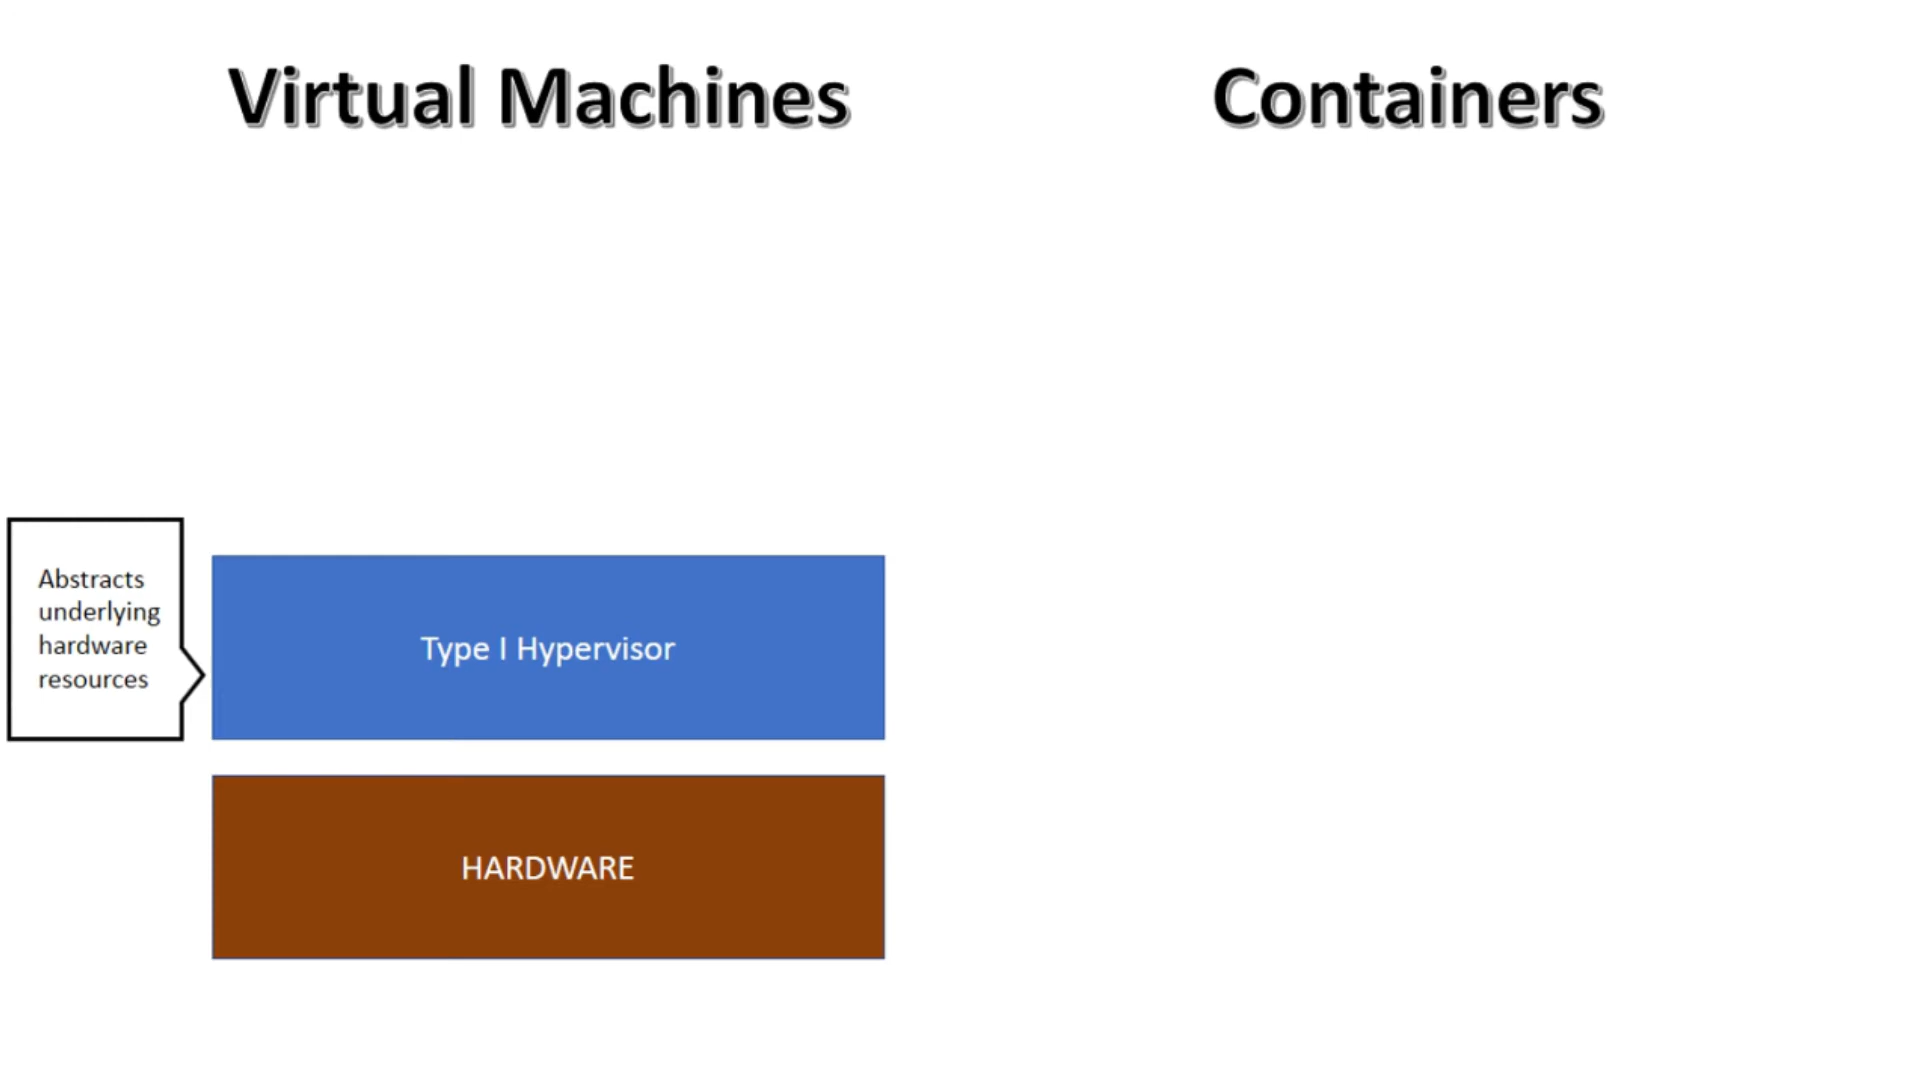 Virtual Machines
Containers
Abstracts
underlying
hardware
resources
Type I Hypervisor
HARDWARE